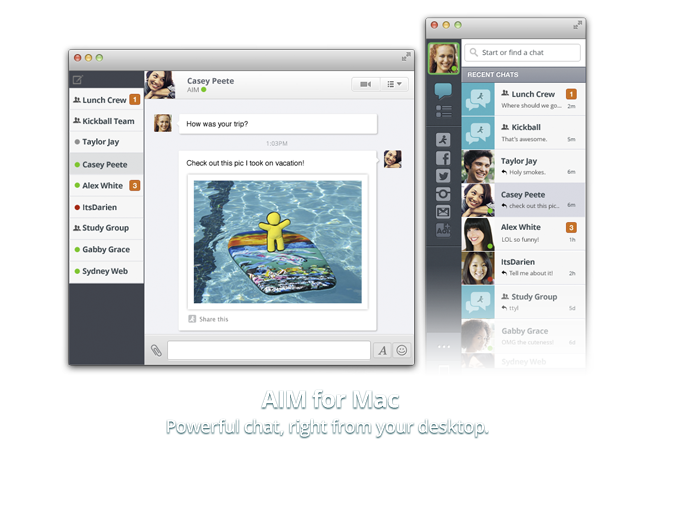 Casey Peete
AIM
Lunch Crew 1
Kickball Team
Taylor Jay
Casey Peete
Alex White 3
ItsDarien
Study Group
Gabby Grace
Sydney Web
How was your trip?
1:03PM
Check out this pic I took on vacation!
Share this
A
Start or find a chat
RECENT CHATS
Lunch Crew 1
Where should we go... 2m
Kickball
That's awesome. 5m
Taylor Jay
Holy smokes. 6m
Casey Peete
check out this pic.. 6m
Alex White 3
LOL so funny! 1h
ItsDarien
Tell me about it! 2h
Study Group
ttyl 5d
Gabby Grace
OMG the cuteness
Sydney Web
AIM for Mac
Powerful chat, right from your desktop.